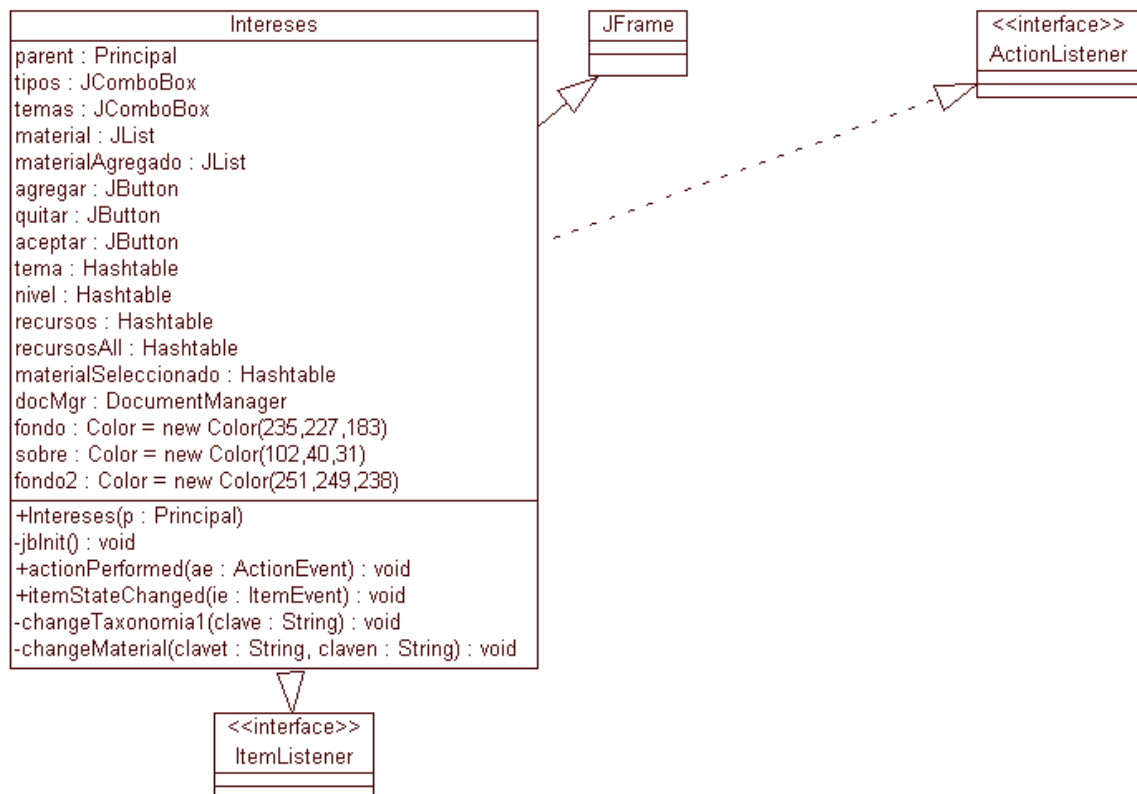 Intereses
parent : Principal
tipos : JComboBox
temas : JComboBox
material : JList
materialAgregado : JList
agregar : JButton
quitar : JButton
aceptar : JButton
tema : Hashtable
nivel : Hashtable
recursos : Hashtable
recursosAll : Hashtable
materialSeleccionado : Hashtable
docMgr : DocumentManager
fondo : Color = new Color(235,227,183)
sobre : Color = new Color(102,40,31)
fondo2 : Color = new Color(251,249,238)
+Intereses(p : Principal)
-jbInit() : void
+actionPerformed(ae : ActionEvent) : void
+itemStateChanged(ie : ItemEvent) : void
-changeTaxonomia1(clave : String) : void
-changeMaterial(clavet : String, claven : String) : void
JFrame
<<interface>>
ActionListener
<<interface>>
ItemListener